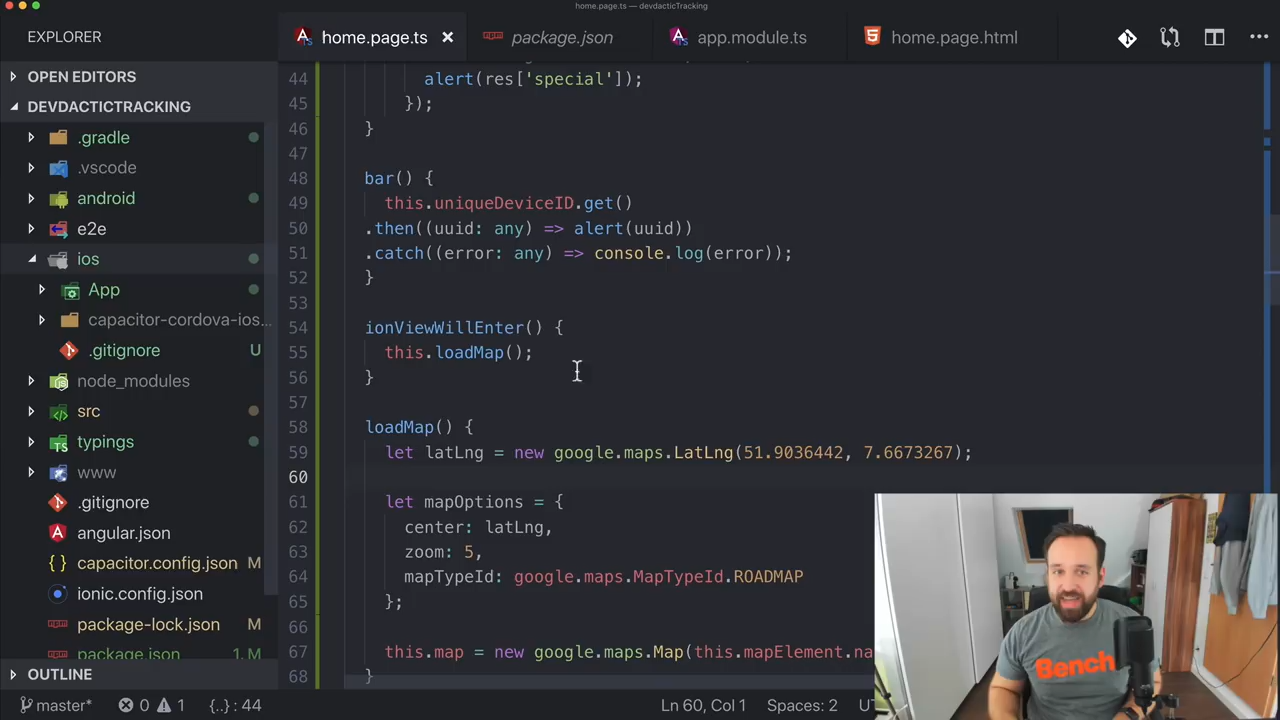 home.page.ts — devdacticTracking
EXPLORER
home.page.ts
package.json
app.module.ts
home.page.html
OPEN EDITORS
DEVDACTICTRACKING
.gradle
.vscode
android
e2e
ios
App
capacitor-cordova-ios...
.gitignore U
node_modules
src
typings
www
.gitignore
angular.json
capacitor.config.json M
ionic.config.json
package-lock.json M
package.json 1, M
OUTLINE
44 alert(res['special']);
45 });
46 }
47
48 bar() {
49 this.uniqueDeviceID.get()
50 .then((uuid: any) => alert(uuid))
51 .catch((error: any) => console.log(error));
52 }
53
54 ionViewWillEnter() {
55 this.loadMap();
56 }
57
58 loadMap() {
59 let latLng = new google.maps.LatLng(51.9036442, 7.6673267);
60
61 let mapOptions = {
62 center: latLng,
63 zoom: 5,
64 mapTypeId: google.maps.MapTypeId.ROADMAP
65 };
66
67 this.map = new google.maps.Map(this.mapElement.na
68 }
Bench
master* 0 1 {..}: 44 Ln 60, Col 1 Spaces: 2 UT